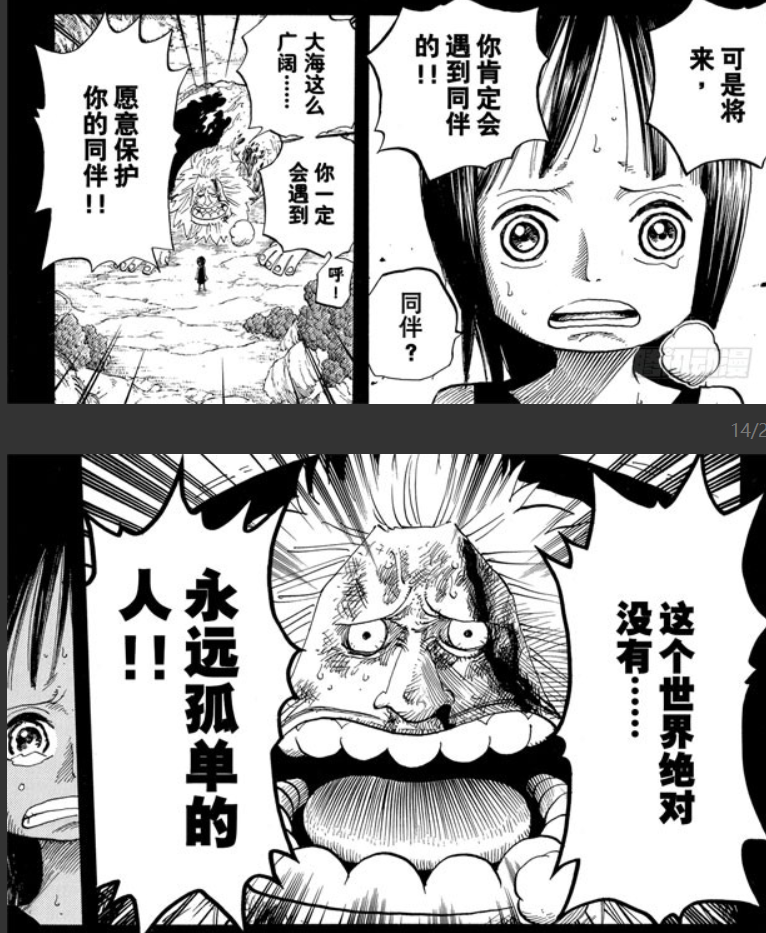 可是将
来，
你肯定会
遇到同伴
的！！
同伴？
大海这么
广阔……
你一定
会遇到
呼！
愿意保护
你的同伴！！
14/2
这个世界绝对
没有……
永远孤单的
人！！